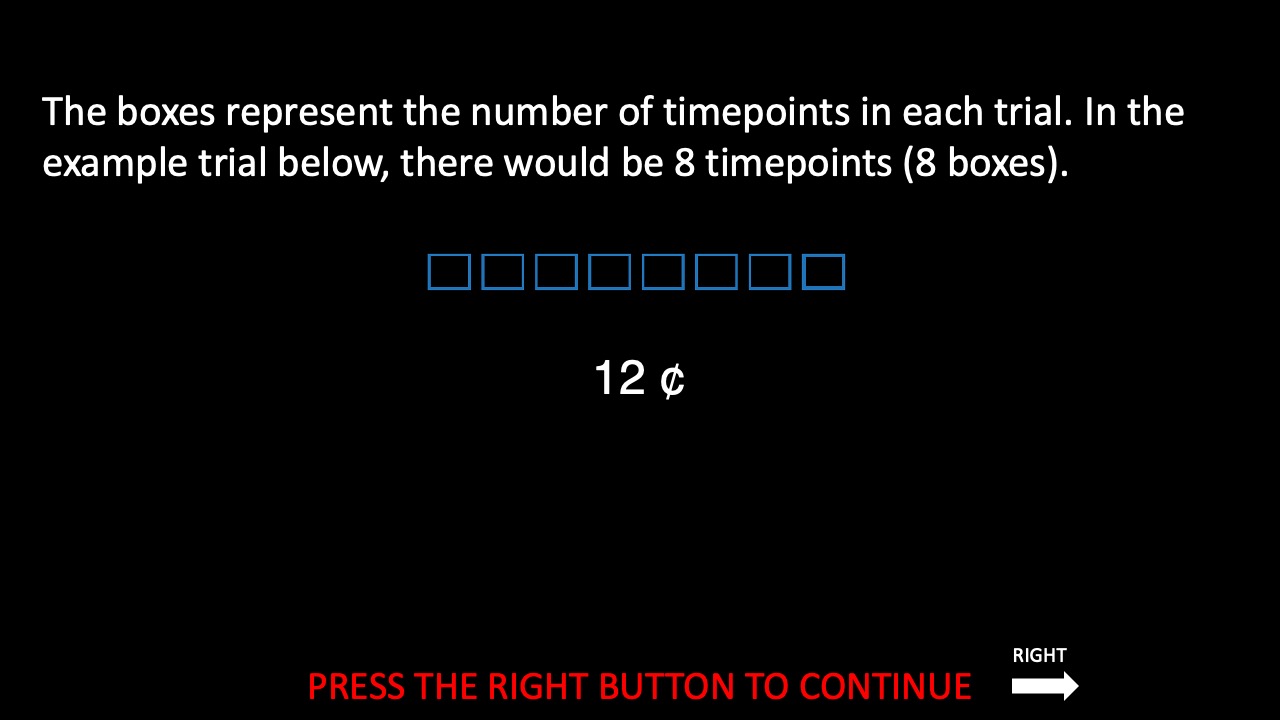 The boxes represent the number of timepoints in each trial. In the
example trial below, there would be 8 timepoints (8 boxes).
12 ¢
RIGHT
PRESS THE RIGHT BUTTON TO CONTINUE